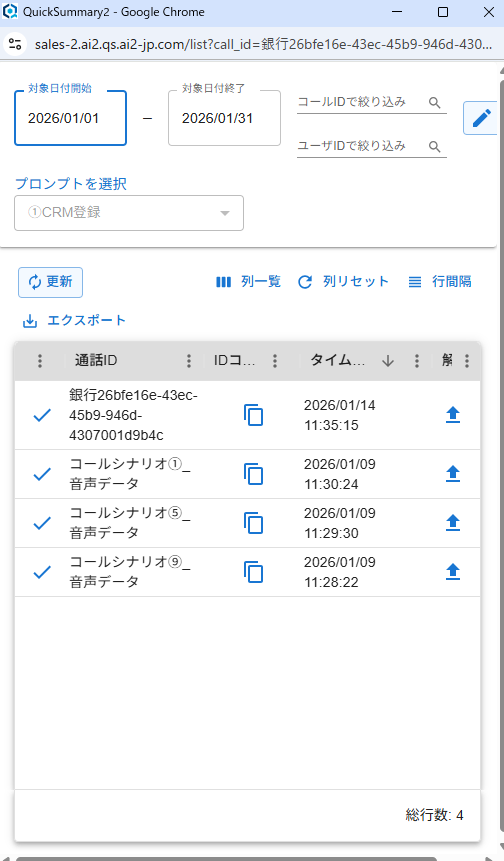 QuickSummary2 - Google Chrome
sales-2.ai2.qs.ai2-jp.com/list?call_id=銀行26bfe16e-43ec-45b9-946d-430...
対象日付開始
2026/01/01
–
対象日付終了
2026/01/31
コールIDで絞り込み
ユーザIDで絞り込み
プロンプトを選択
①CRM登録
更新
列一覧
列リセット
行間隔
エクスポート
通話ID IDコ... タイム... 解
銀行26bfe16e-43ec-
45b9-946d-
4307001d9b4c
2026/01/14
11:35:15
コールシナリオ①_
音声データ
2026/01/09
11:30:24
コールシナリオ⑤_
音声データ
2026/01/09
11:29:30
コールシナリオ⑨_
音声データ
2026/01/09
11:28:22
総行数: 4